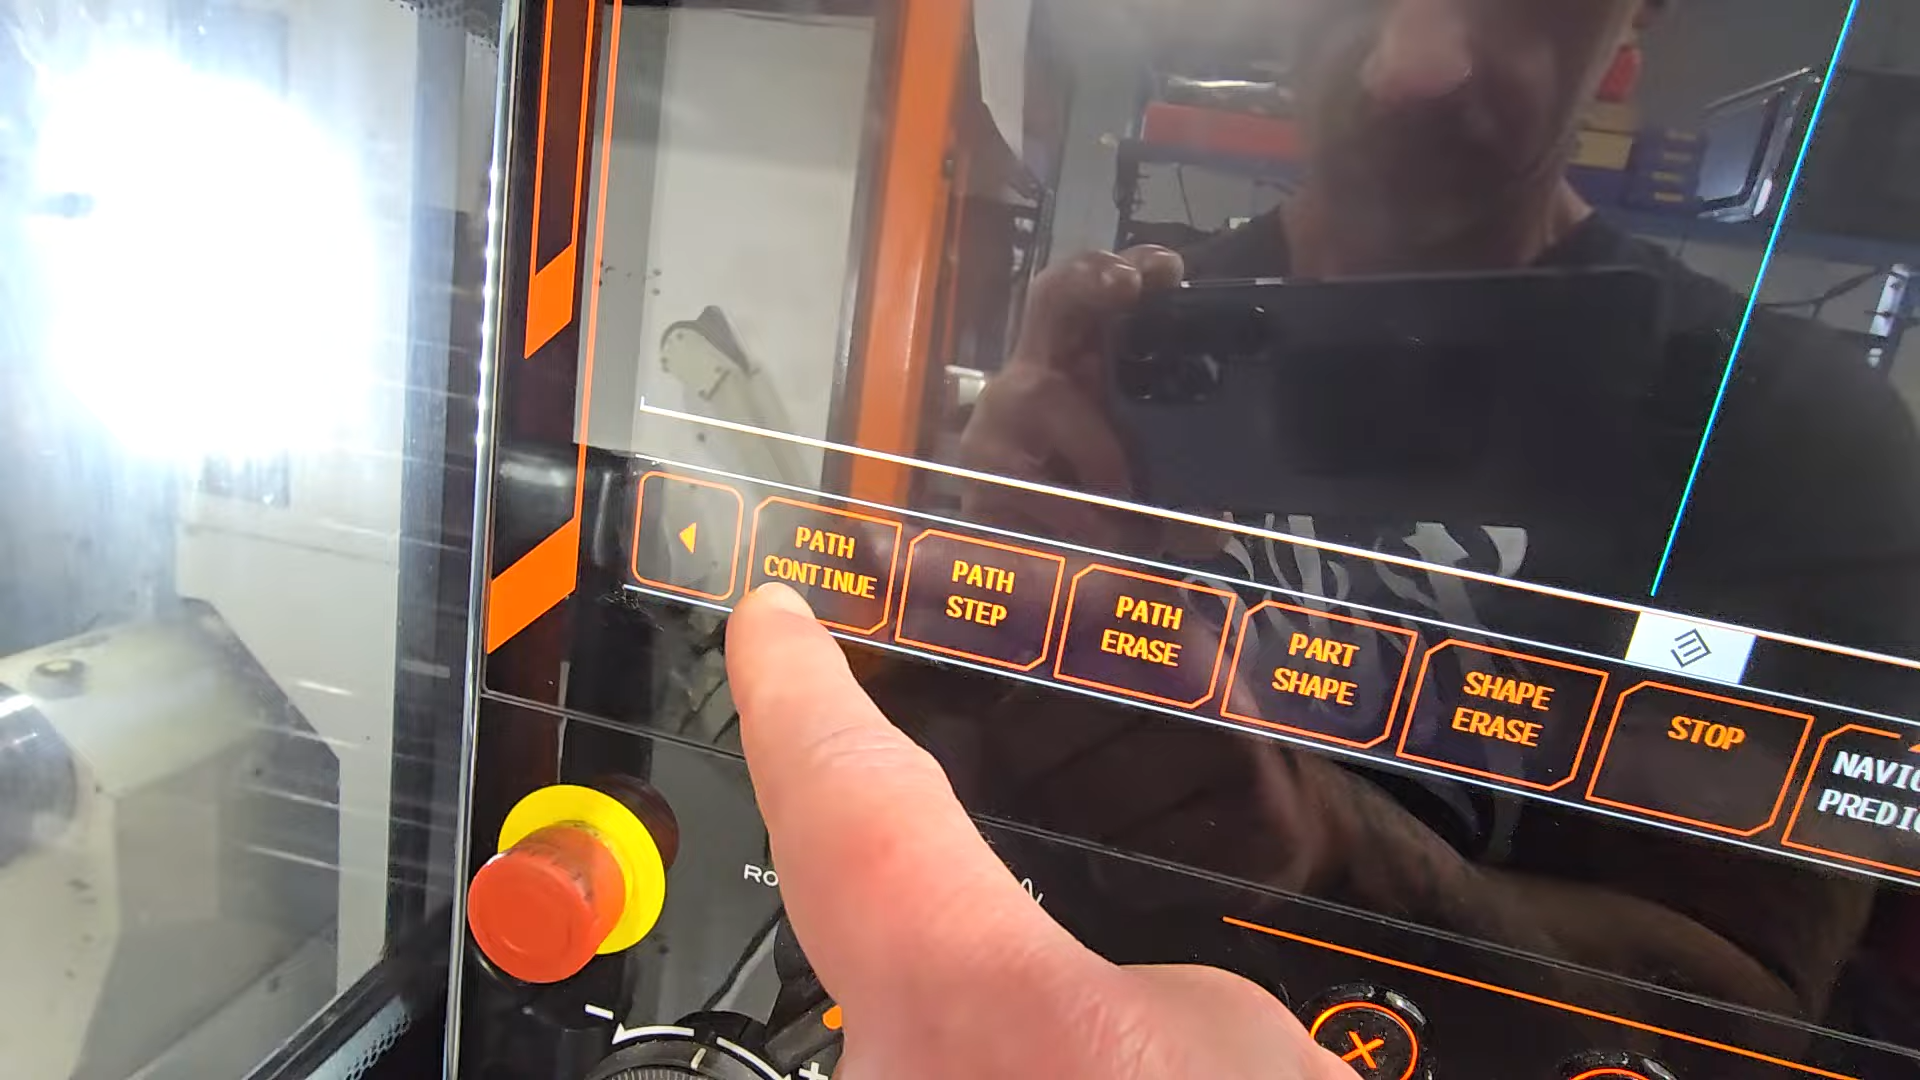 PATH
CONTINUE
PATH
STEP
PATH
ERASE
PART
SHAPE
SHAPE
ERASE
STOP